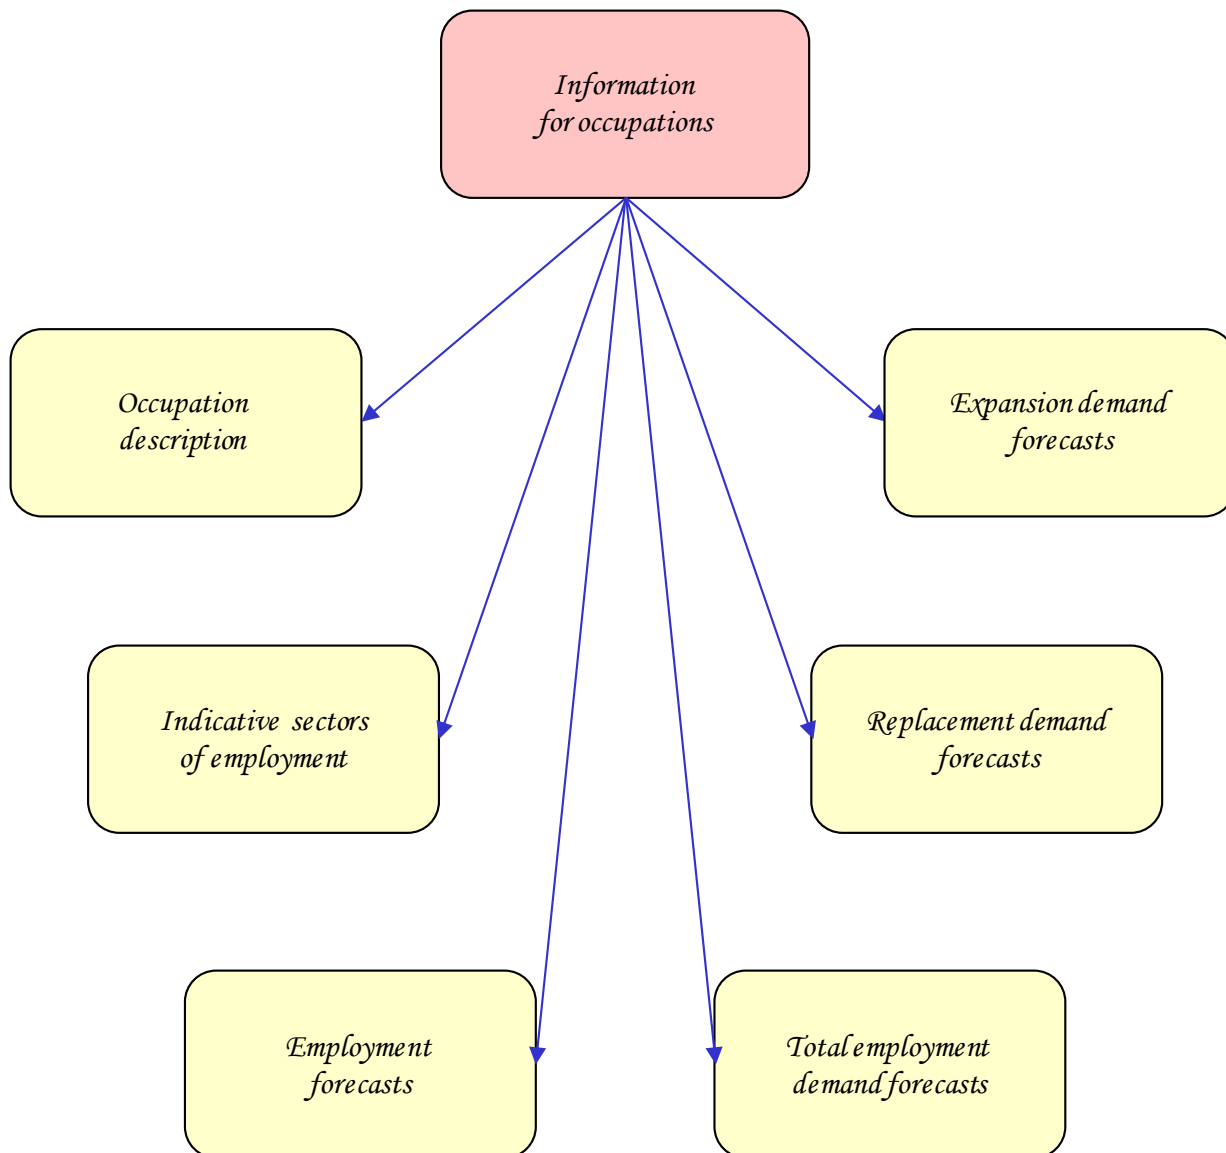 Information
for occupations
Occupation
description
Expansion demand
forecasts
Indicative sectors
of employment
Replacement demand
forecasts
Employment
forecasts
Total employment
demand forecasts